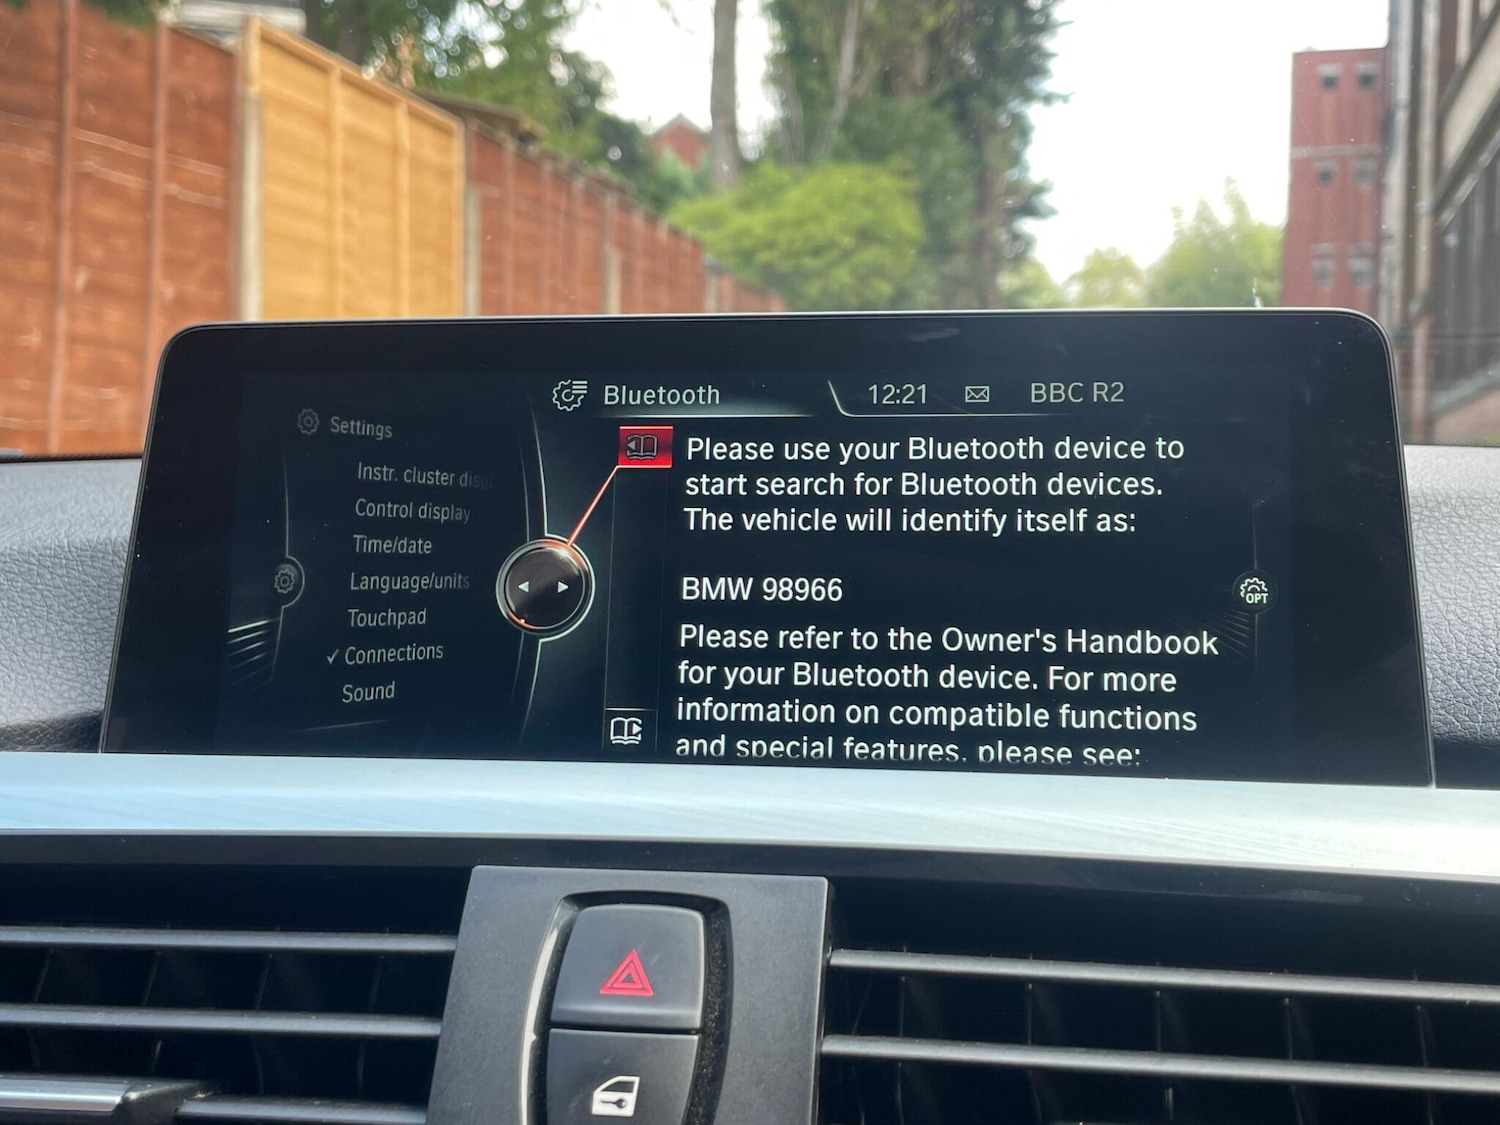 Bluetooth
12:21
BBC R2
Settings
Instr. cluster disp
Control display
Time/date
Language/units
Touchpad
✓ Connections
Sound
Please use your Bluetooth device to
start search for Bluetooth devices.
The vehicle will identify itself as:
BMW 98966
Please refer to the Owner's Handbook
for your Bluetooth device. For more
information on compatible functions
and special features, please see:
OPT